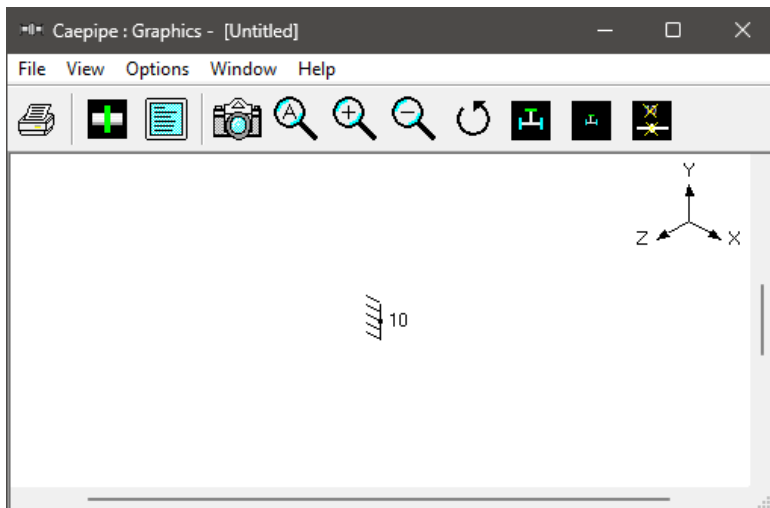 Caepipe : Graphics - [Untitled]
File View Options Window Help
A
Y
Z X
10